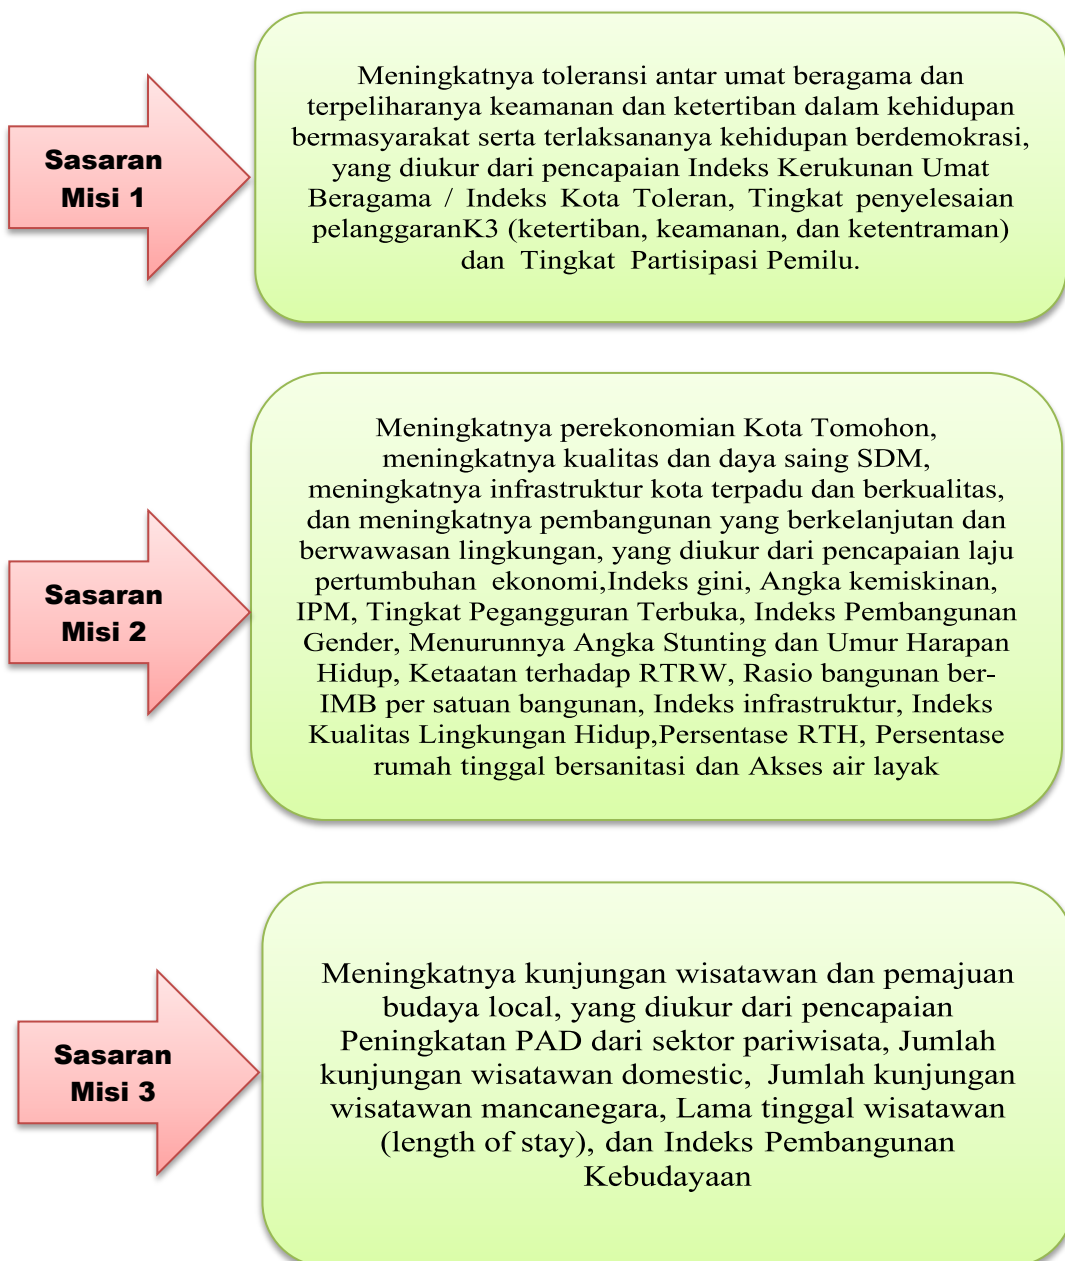 Sasaran
Misi 1
Meningkatnya toleransi antar umat beragama dan
terpeliharanya keamanan dan ketertiban dalam kehidupan
bermasyarakat serta terlaksananya kehidupan berdemokrasi,
yang diukur dari pencapaian Indeks Kerukunan Umat
Beragama / Indeks Kota Toleran, Tingkat penyelesaian
pelanggaranK3 (ketertiban, keamanan, dan ketentraman)
dan Tingkat Partisipasi Pemilu.
Sasaran
Misi 2
Meningkatnya perekonomian Kota Tomohon,
meningkatnya kualitas dan daya saing SDM,
meningkatnya infrastruktur kota terpadu dan berkualitas,
dan meningkatnya pembangunan yang berkelanjutan dan
berwawasan lingkungan, yang diukur dari pencapaian laju
pertumbuhan ekonomi,Indeks gini, Angka kemiskinan,
IPM, Tingkat Pegangguran Terbuka, Indeks Pembangunan
Gender, Menurunnya Angka Stunting dan Umur Harapan
Hidup, Ketaatan terhadap RTRW, Rasio bangunan ber-
IMB per satuan bangunan, Indeks infrastruktur, Indeks
Kualitas Lingkungan Hidup,Persentase RTH, Persentase
rumah tinggal bersanitasi dan Akses air layak
Sasaran
Misi 3
Meningkatnya kunjungan wisatawan dan pemajuan
budaya local, yang diukur dari pencapaian
Peningkatan PAD dari sektor pariwisata, Jumlah
kunjungan wisatawan domestic, Jumlah kunjungan
wisatawan mancanegara, Lama tinggal wisatawan
(length of stay), dan Indeks Pembangunan
Kebudayaan